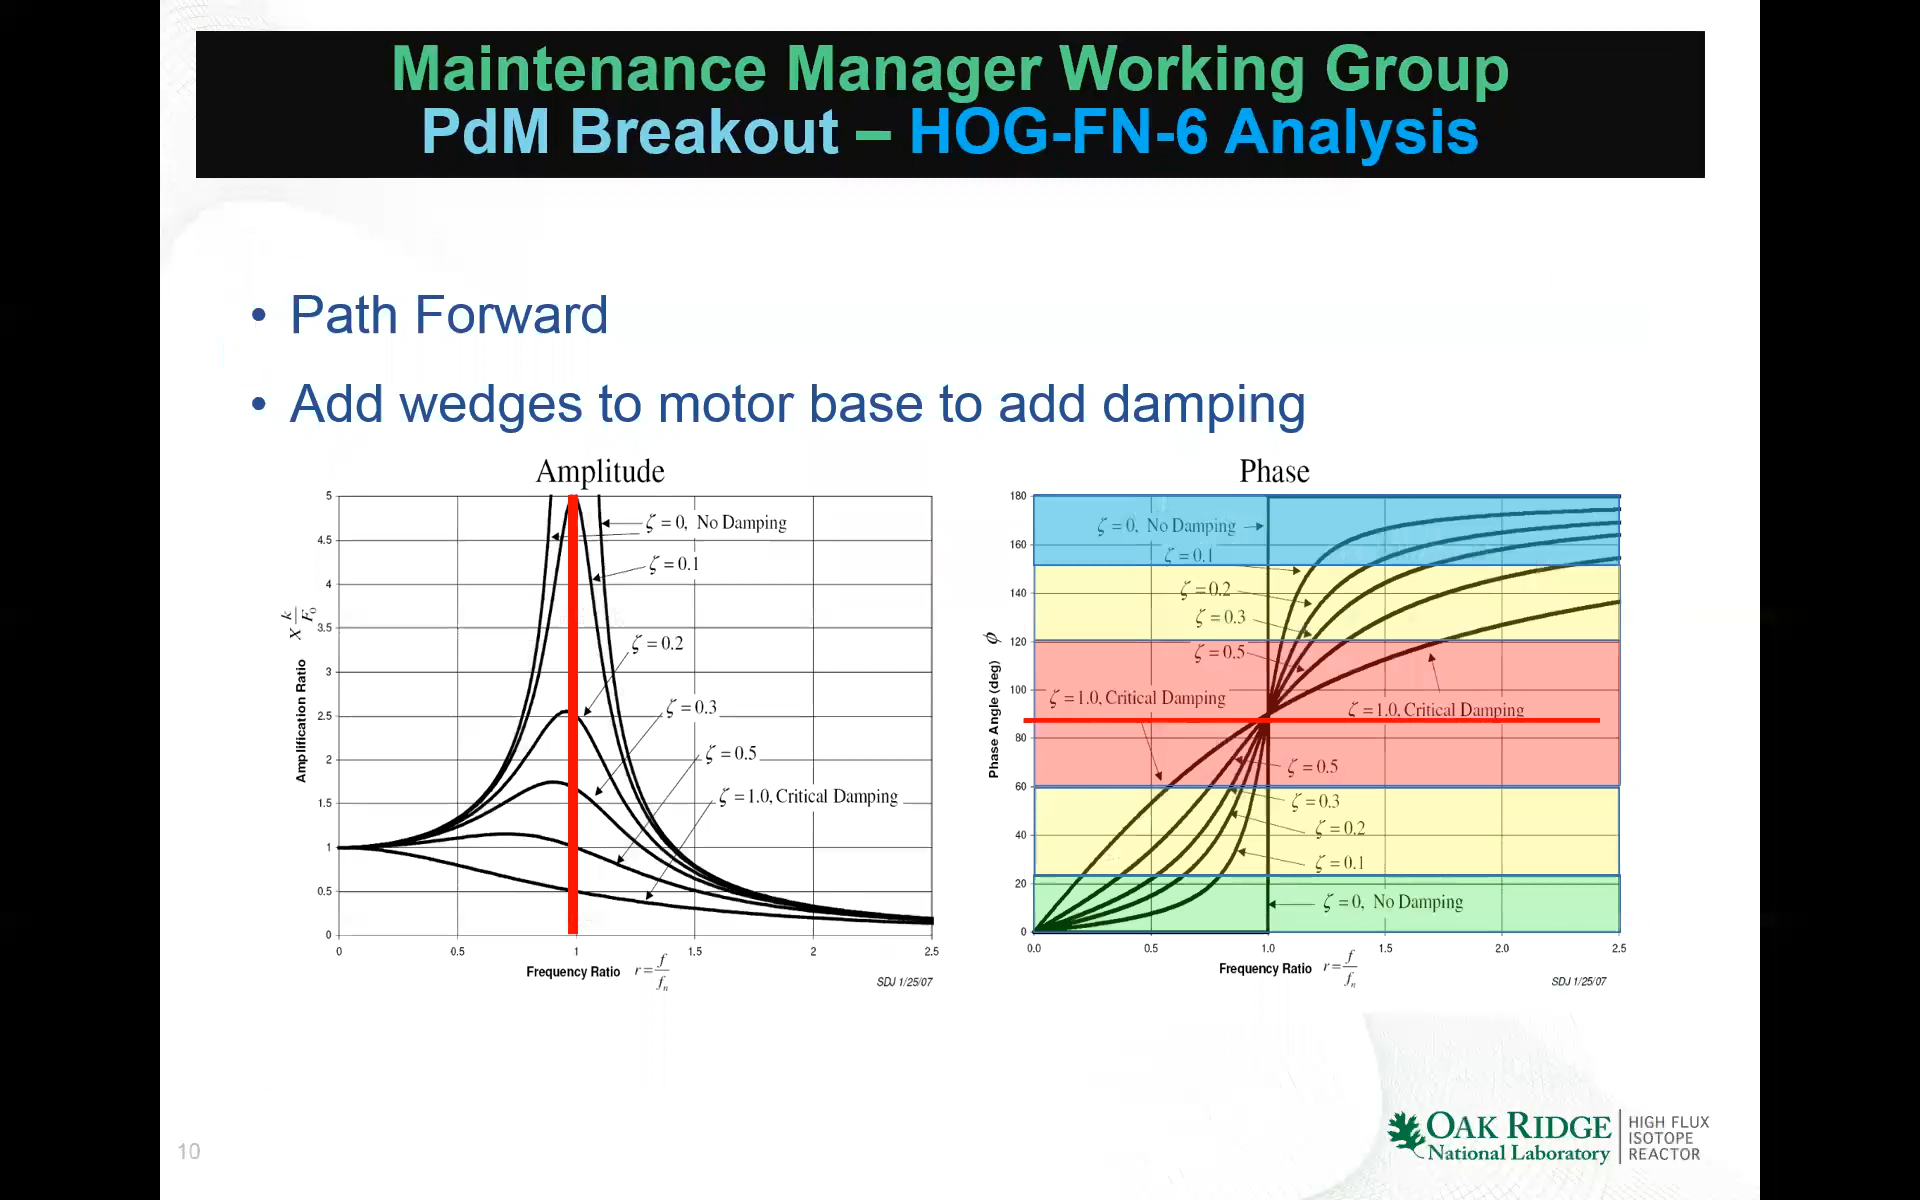 Maintenance Manager Working Group
PdM Breakout – HOG-FN-6 Analysis
• Path Forward
• Add wedges to motor base to add damping
Amplitude
5
4.5
4
3.5
3
2.5
2
1.5
1
0.5
0
Amplification Ratio X k/F₀
ζ = 0, No Damping
ζ = 0.1
ζ = 0.2
ζ = 0.3
ζ = 0.5
ζ = 1.0, Critical Damping
0 0.5 1 1.5 2 2.5
Frequency Ratio r = f/fₙ
SDJ 1/25/07
Phase
180
160
140
120
100
80
60
40
20
0
Phase Angle (deg) ϕ
ζ = 0, No Damping
ζ = 0.1
ζ = 0.2
ζ = 0.3
ζ = 0.5
ζ = 1.0, Critical Damping
ζ = 1.0, Critical Damping
ζ = 0.5
ζ = 0.3
ζ = 0.2
ζ = 0.1
ζ = 0, No Damping
0.0 0.5 1.0 1.5 2.0 2.5
Frequency Ratio r = f/fₙ
SDJ 1/25/07
10
OAK RIDGE
National Laboratory
HIGH FLUX
ISOTOPE
REACTOR